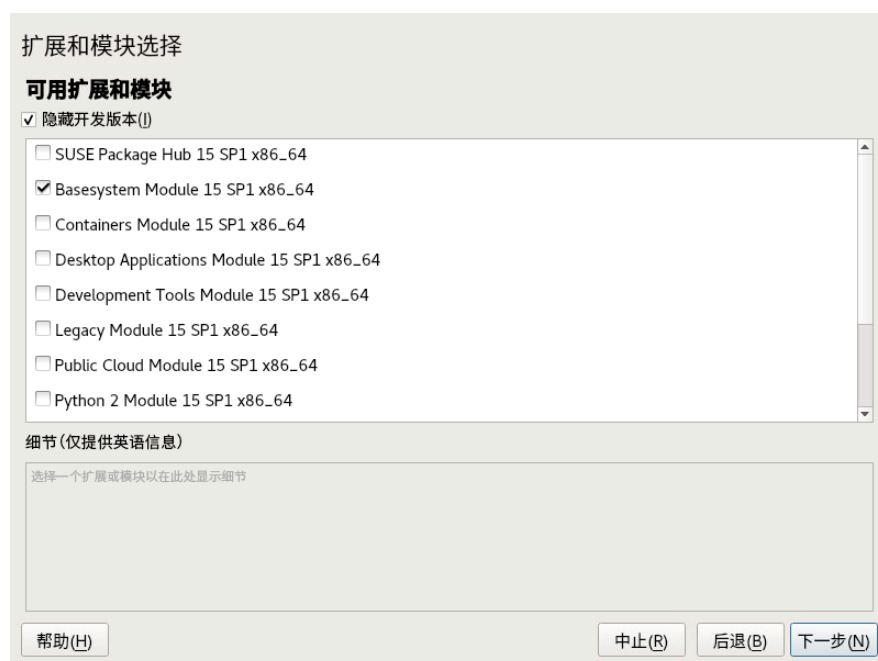 扩展和模块选择
可用扩展和模块
隐藏开发版本(I)
SUSE Package Hub 15 SP1 x86_64
Basesystem Module 15 SP1 x86_64
Containers Module 15 SP1 x86_64
Desktop Applications Module 15 SP1 x86_64
Development Tools Module 15 SP1 x86_64
Legacy Module 15 SP1 x86_64
Public Cloud Module 15 SP1 x86_64
Python 2 Module 15 SP1 x86_64
细节(仅提供英语信息)
选择一个扩展或模块以在此处显示细节
帮助(H) 中止(R) 后退(B) 下一步(N)